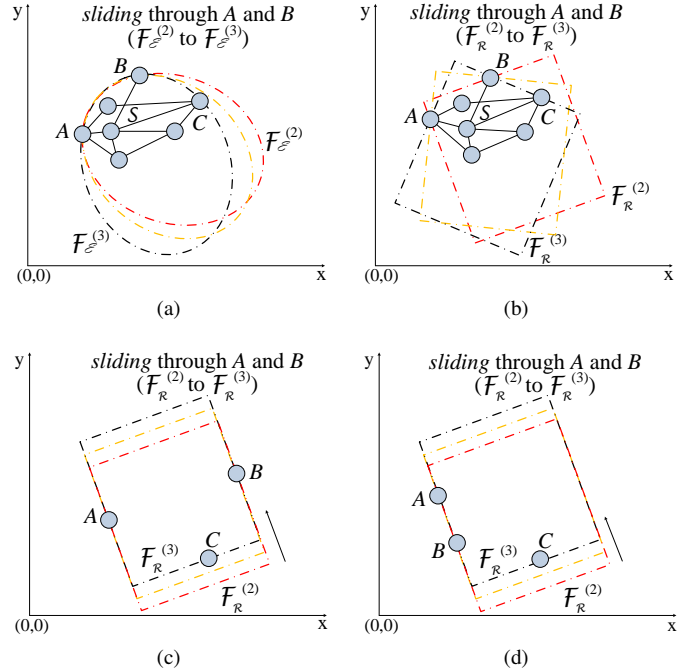 y
sliding through A and B
(F_ℰ^(2) to F_ℰ^(3))
B
S
A
C
F_ℰ^(2)
F_ℰ^(3)
(0,0)
x
(a)
y
sliding through A and B
(F_R^(2) to F_R^(3))
B
S
A
C
F_R^(2)
F_R^(3)
(0,0)
x
(b)
y
sliding through A and B
(F_R^(2) to F_R^(3))
B
A
C
F_R^(3)
F_R^(2)
(0,0)
x
(c)
y
sliding through A and B
(F_R^(2) to F_R^(3))
A
B
C
F_R^(3)
F_R^(2)
(0,0)
x
(d)